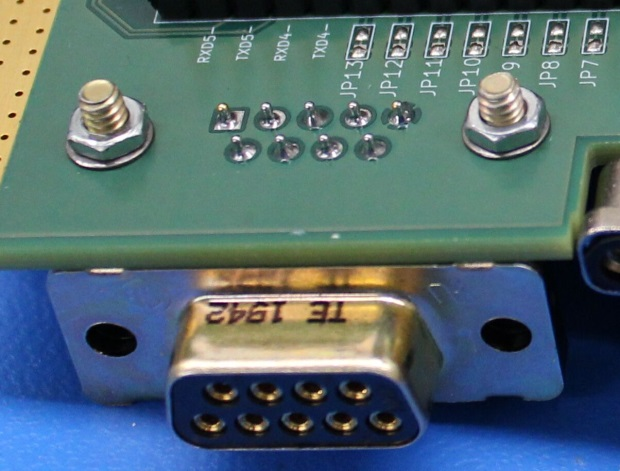 RXD5-
TXD5-
RXD4-
TXD4-
JP13
JP12
JP11
JP10
9
JP8
JP7
TE 1942